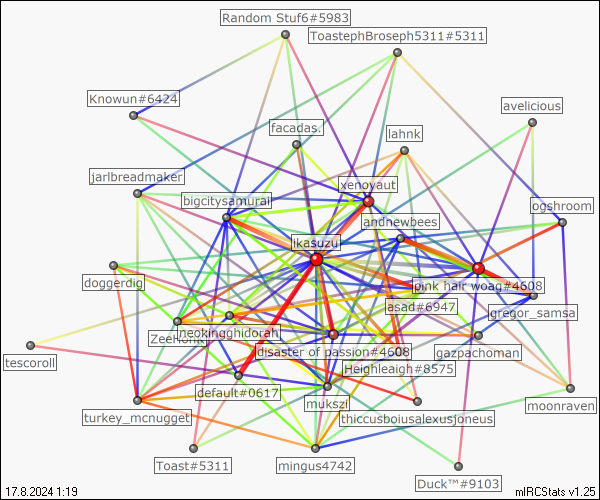 Random Stuf6#5983
ToastephBroseph5311#5311
Knowun#6424
avelicious
facadas.
lahnk
jarlbreadmaker
xenoyaut
bigcitysamurai
ogshroom
andnewbees
ikasuzu
doggerdig
pink hair woag#4608
asad#6947
gregor_samsa
neokingghidorah
tescoroll
disaster of passion#4608
gazpachoman
Heighleaigh#8575
default#0617
mukszi
moonraven
turkey_mcnugget
thiccusboiusalexusjoneus
Toast#5311
mingus4742
Duck™#9103
17.8.2024 1:19
mIRCStats v1.25